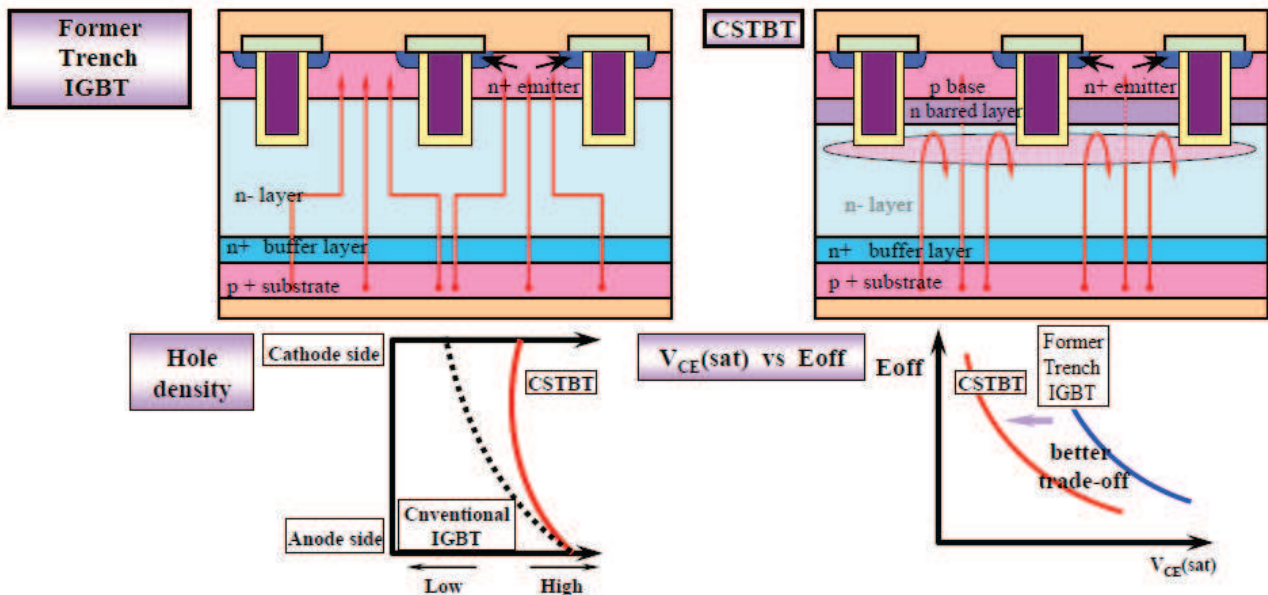 Former
Trench
IGBT
n+ emitter
n- layer
n+ buffer layer
p + substrate
CSTBT
p base
n+ emitter
n barred layer
n- layer
n+ buffer layer
p + substrate
Hole
density
Cathode side
CSTBT
Cnventional
IGBT
Anode side
Low
High
V_CE(sat) vs Eoff
Eoff
Former
Trench
IGBT
CSTBT
better
trade-off
V_CE(sat)